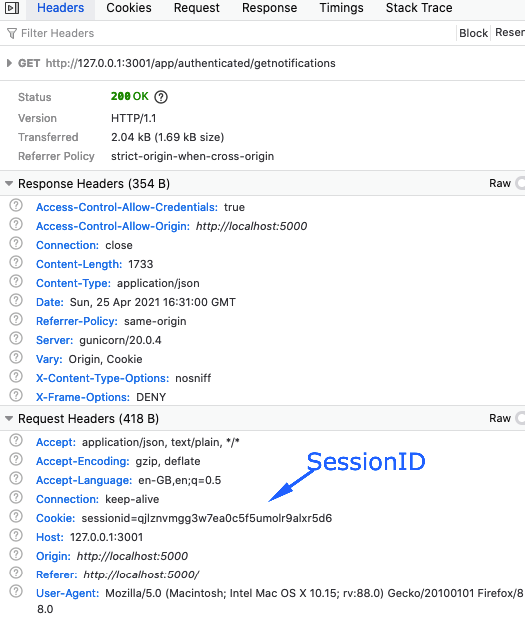 Headers Cookies Request Response Timings Stack Trace
Filter Headers Block Reser
GET http://127.0.0.1:3001/app/authenticated/getnotifications
Status 200 OK ?
Version HTTP/1.1
Transferred 2.04 kB (1.69 kB size)
Referrer Policy strict-origin-when-cross-origin
Response Headers (354 B) Raw
? Access-Control-Allow-Credentials: true
? Access-Control-Allow-Origin: http://localhost:5000
? Connection: close
? Content-Length: 1733
? Content-Type: application/json
? Date: Sun, 25 Apr 2021 16:31:00 GMT
? Referrer-Policy: same-origin
? Server: gunicorn/20.0.4
? Vary: Origin, Cookie
? X-Content-Type-Options: nosniff
? X-Frame-Options: DENY
Request Headers (418 B) Raw
? Accept: application/json, text/plain, */*
? Accept-Encoding: gzip, deflate
SessionID
? Accept-Language: en-GB,en;q=0.5
? Connection: keep-alive
? Cookie: sessionid=qjlznvmgg3w7ea0c5f5umolr9alxr5d6
? Host: 127.0.0.1:3001
? Origin: http://localhost:5000
? Referer: http://localhost:5000/
? User-Agent: Mozilla/5.0 (Macintosh; Intel Mac OS X 10.15; rv:88.0) Gecko/20100101 Firefox/8
8.0